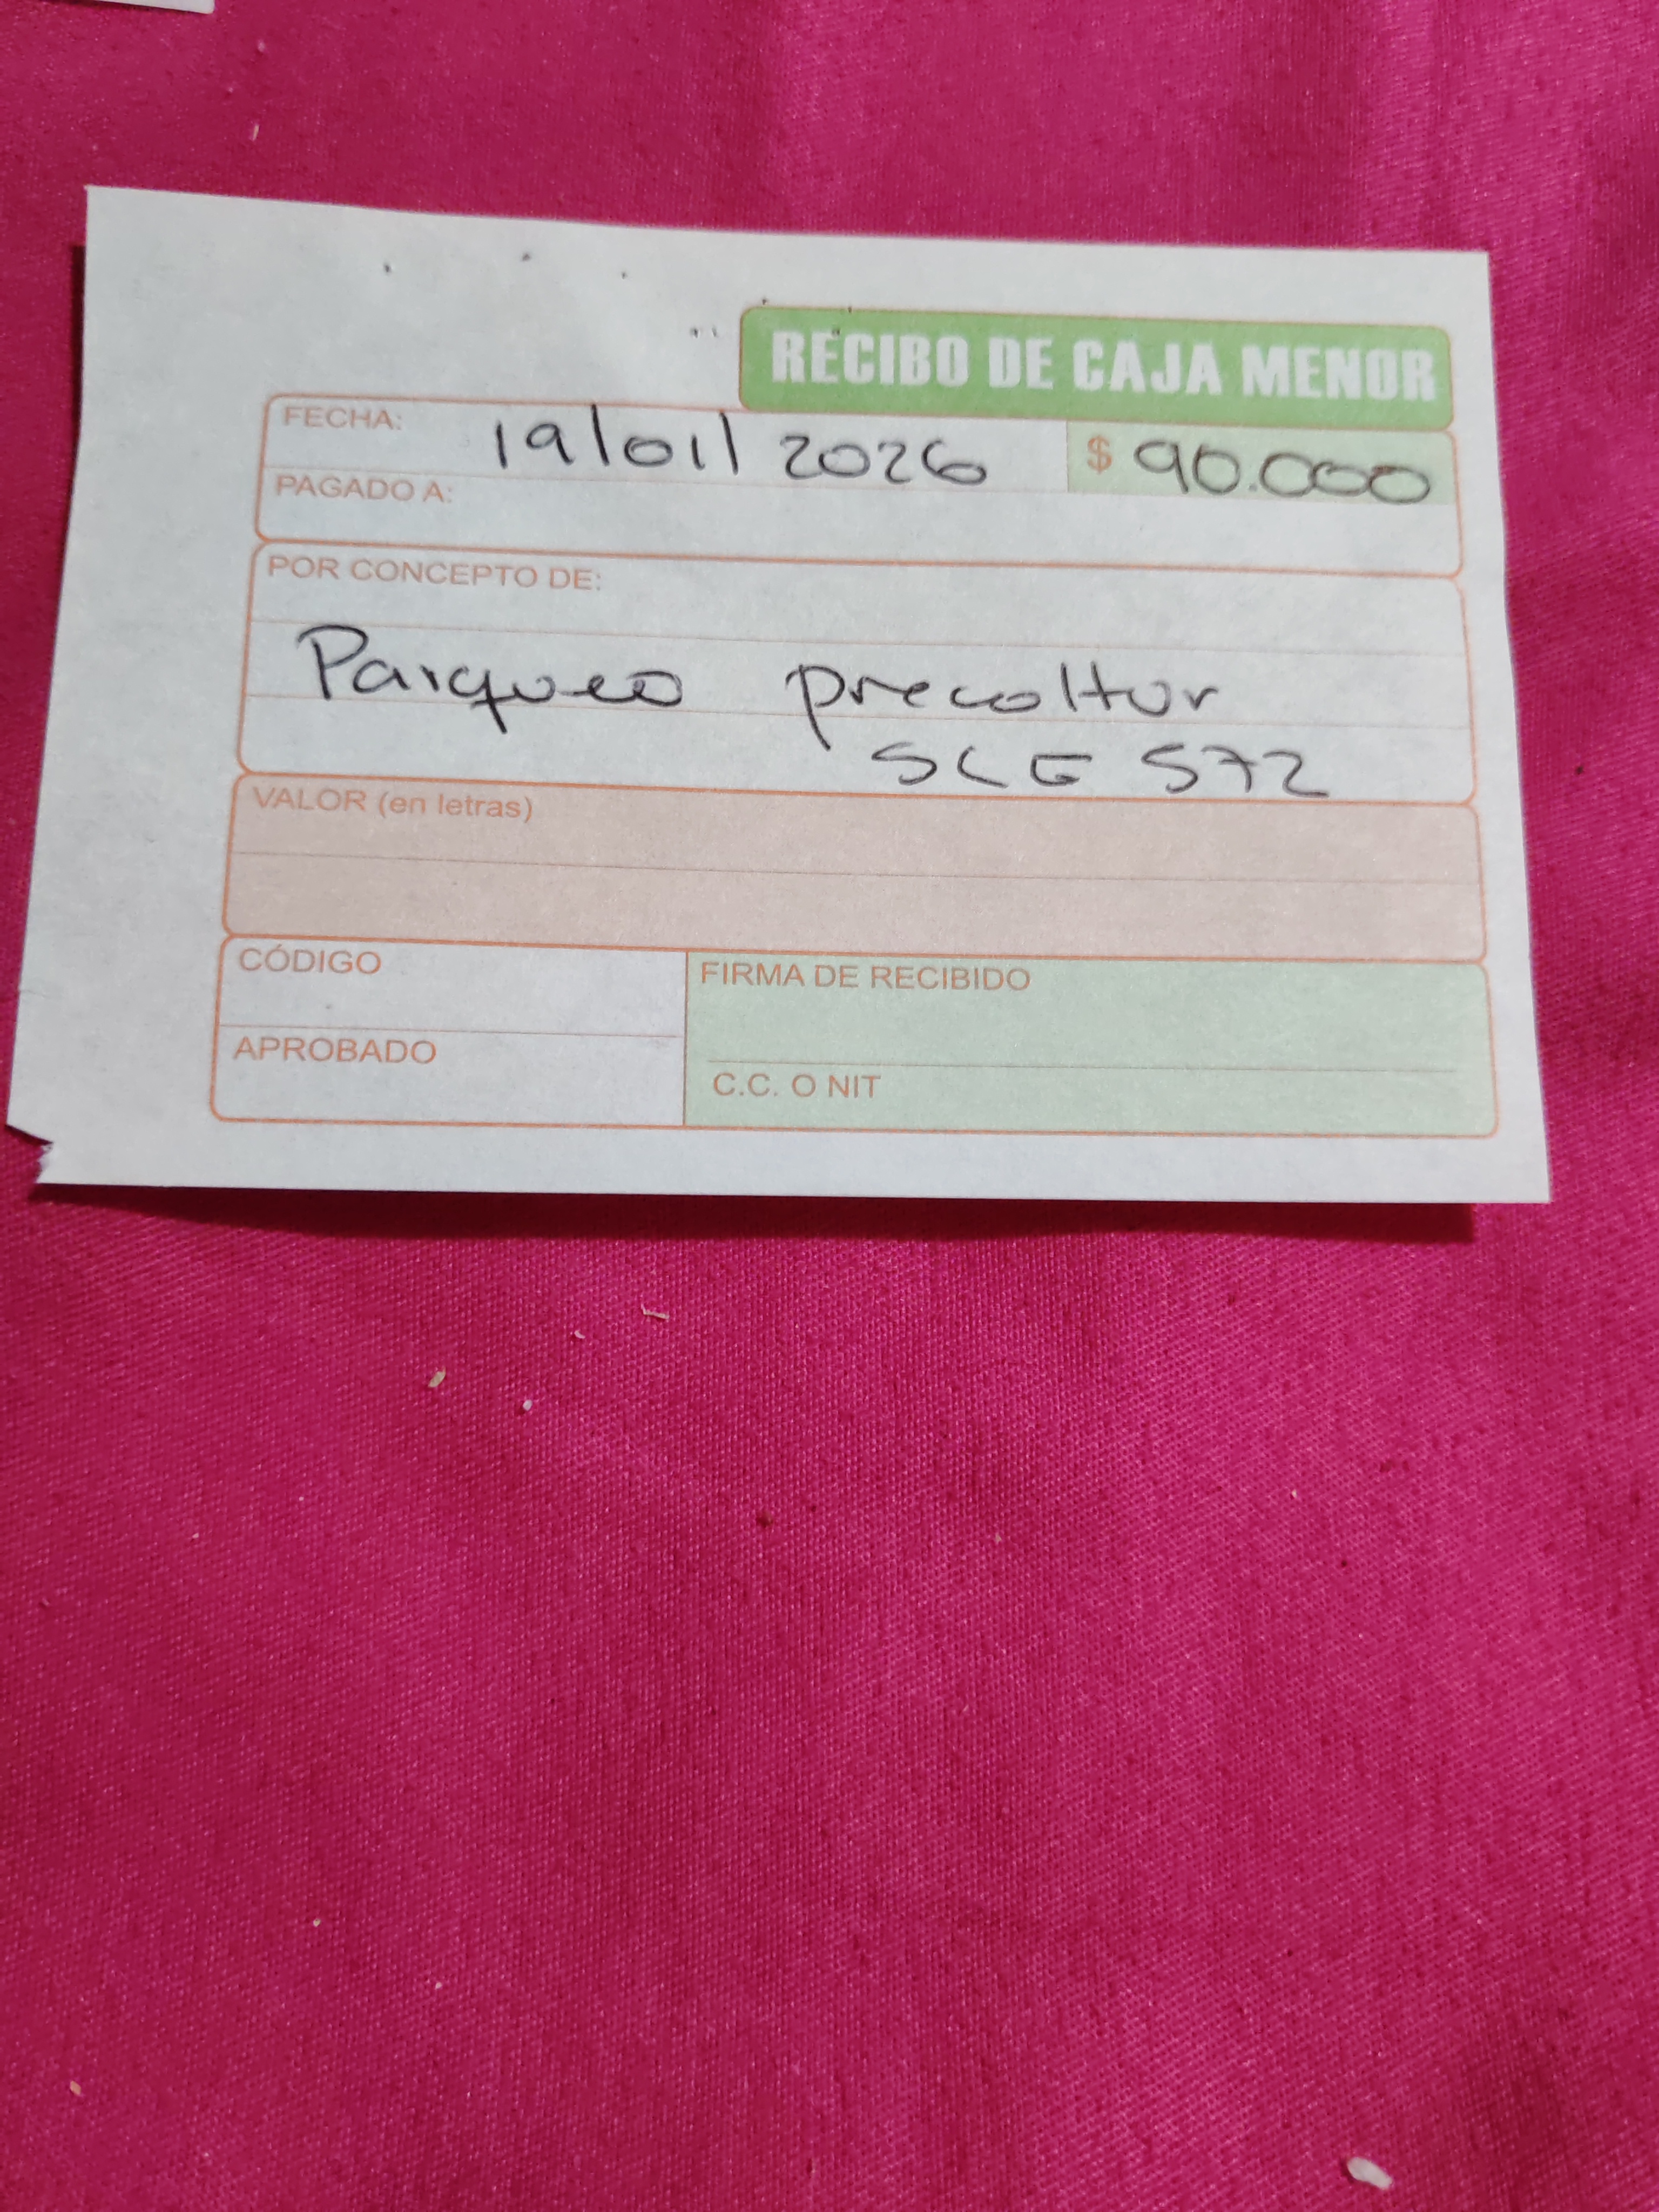 RECIBO DE CAJA MENOR
FECHA: 19/01/2026 $ 90.000
PAGADO A:
POR CONCEPTO DE:
Parqueo precoltur
SLG 572
VALOR (en letras)
CÓDIGO
FIRMA DE RECIBIDO
APROBADO
C.C. O NIT